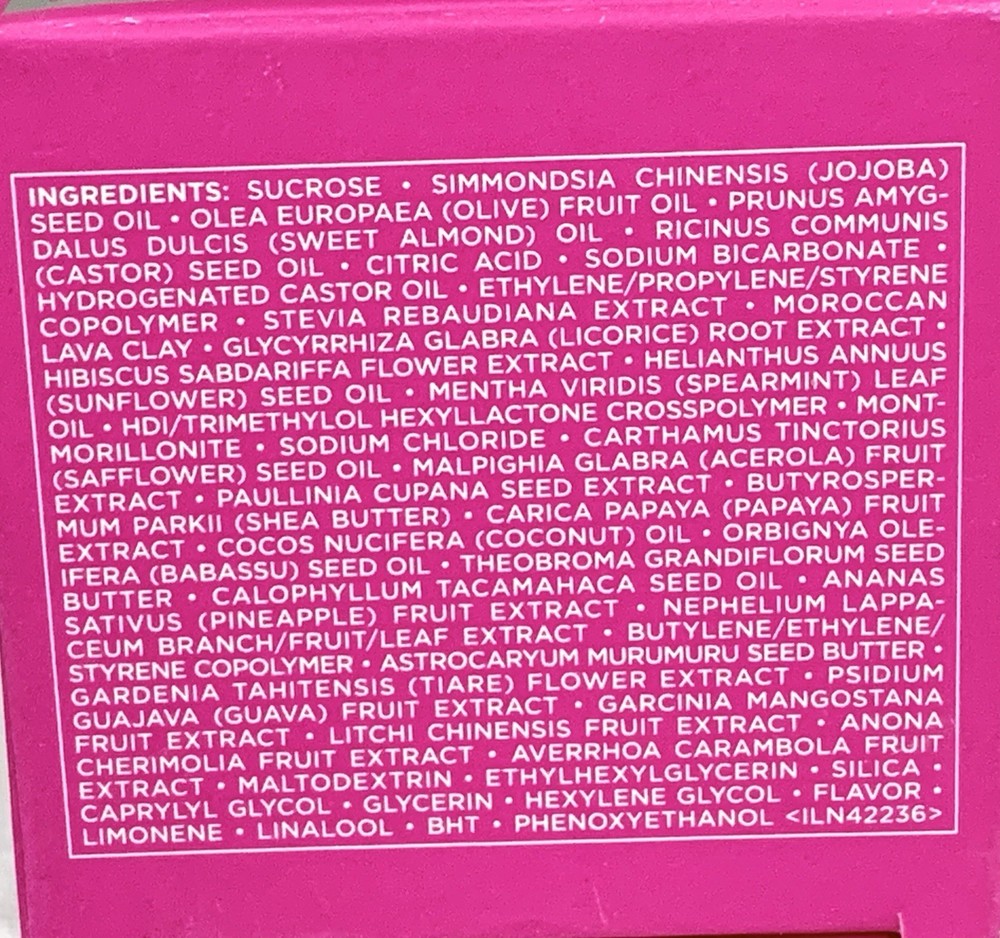 INGREDIENTS: SUCROSE • SIMMONDSIA CHINENSIS (JOJOBA)
SEED OIL • OLEA EUROPAEA (OLIVE) FRUIT OIL • PRUNUS AMYG-
DALUS DULCIS (SWEET ALMOND) OIL • RICINUS COMMUNIS
(CASTOR) SEED OIL • CITRIC ACID • SODIUM BICARBONATE •
HYDROGENATED CASTOR OIL • ETHYLENE/PROPYLENE/STYRENE
COPOLYMER • STEVIA REBAUDIANA EXTRACT • MOROCCAN
LAVA CLAY • GLYCYRRHIZA GLABRA (LICORICE) ROOT EXTRACT •
HIBISCUS SABDARIFFA FLOWER EXTRACT • HELIANTHUS ANNUUS
(SUNFLOWER) SEED OIL • MENTHA VIRIDIS (SPEARMINT) LEAF
OIL • HDI/TRIMETHYLOL HEXYLLACTONE CROSSPOLYMER • MONT-
MORILLONITE • SODIUM CHLORIDE • CARTHAMUS TINCTORIUS
(SAFFLOWER) SEED OIL • MALPIGHIA GLABRA (ACEROLA) FRUIT
EXTRACT • PAULLINIA CUPANA SEED EXTRACT • BUTYROSPER-
MUM PARKII (SHEA BUTTER) • CARICA PAPAYA (PAPAYA) FRUIT
EXTRACT • COCOS NUCIFERA (COCONUT) OIL • ORBIGNYA OLE-
IFERA (BABASSU) SEED OIL • THEOBROMA GRANDIFLORUM SEED
BUTTER • CALOPHYLLUM TACAMAHACA SEED OIL • ANANAS
SATIVUS (PINEAPPLE) FRUIT EXTRACT • NEPHELIUM LAPPA-
CEUM BRANCH/FRUIT/LEAF EXTRACT • BUTYLENE/ETHYLENE/
STYRENE COPOLYMER • ASTROCARYUM MURUMURU SEED BUTTER •
GARDENIA TAHITENSIS (TIARE) FLOWER EXTRACT • PSIDIUM
GUAJAVA (GUAVA) FRUIT EXTRACT • GARCINIA MANGOSTANA
FRUIT EXTRACT • LITCHI CHINENSIS FRUIT EXTRACT • ANONA
CHERIMOLIA FRUIT EXTRACT • AVERRHOA CARAMBOLA FRUIT
EXTRACT • MALTODEXTRIN • ETHYLHEXYLGLYCERIN • SILICA •
CAPRYLYL GLYCOL • GLYCERIN • HEXYLENE GLYCOL • FLAVOR •
LIMONENE • LINALOOL • BHT • PHENOXYETHANOL <ILN42236>